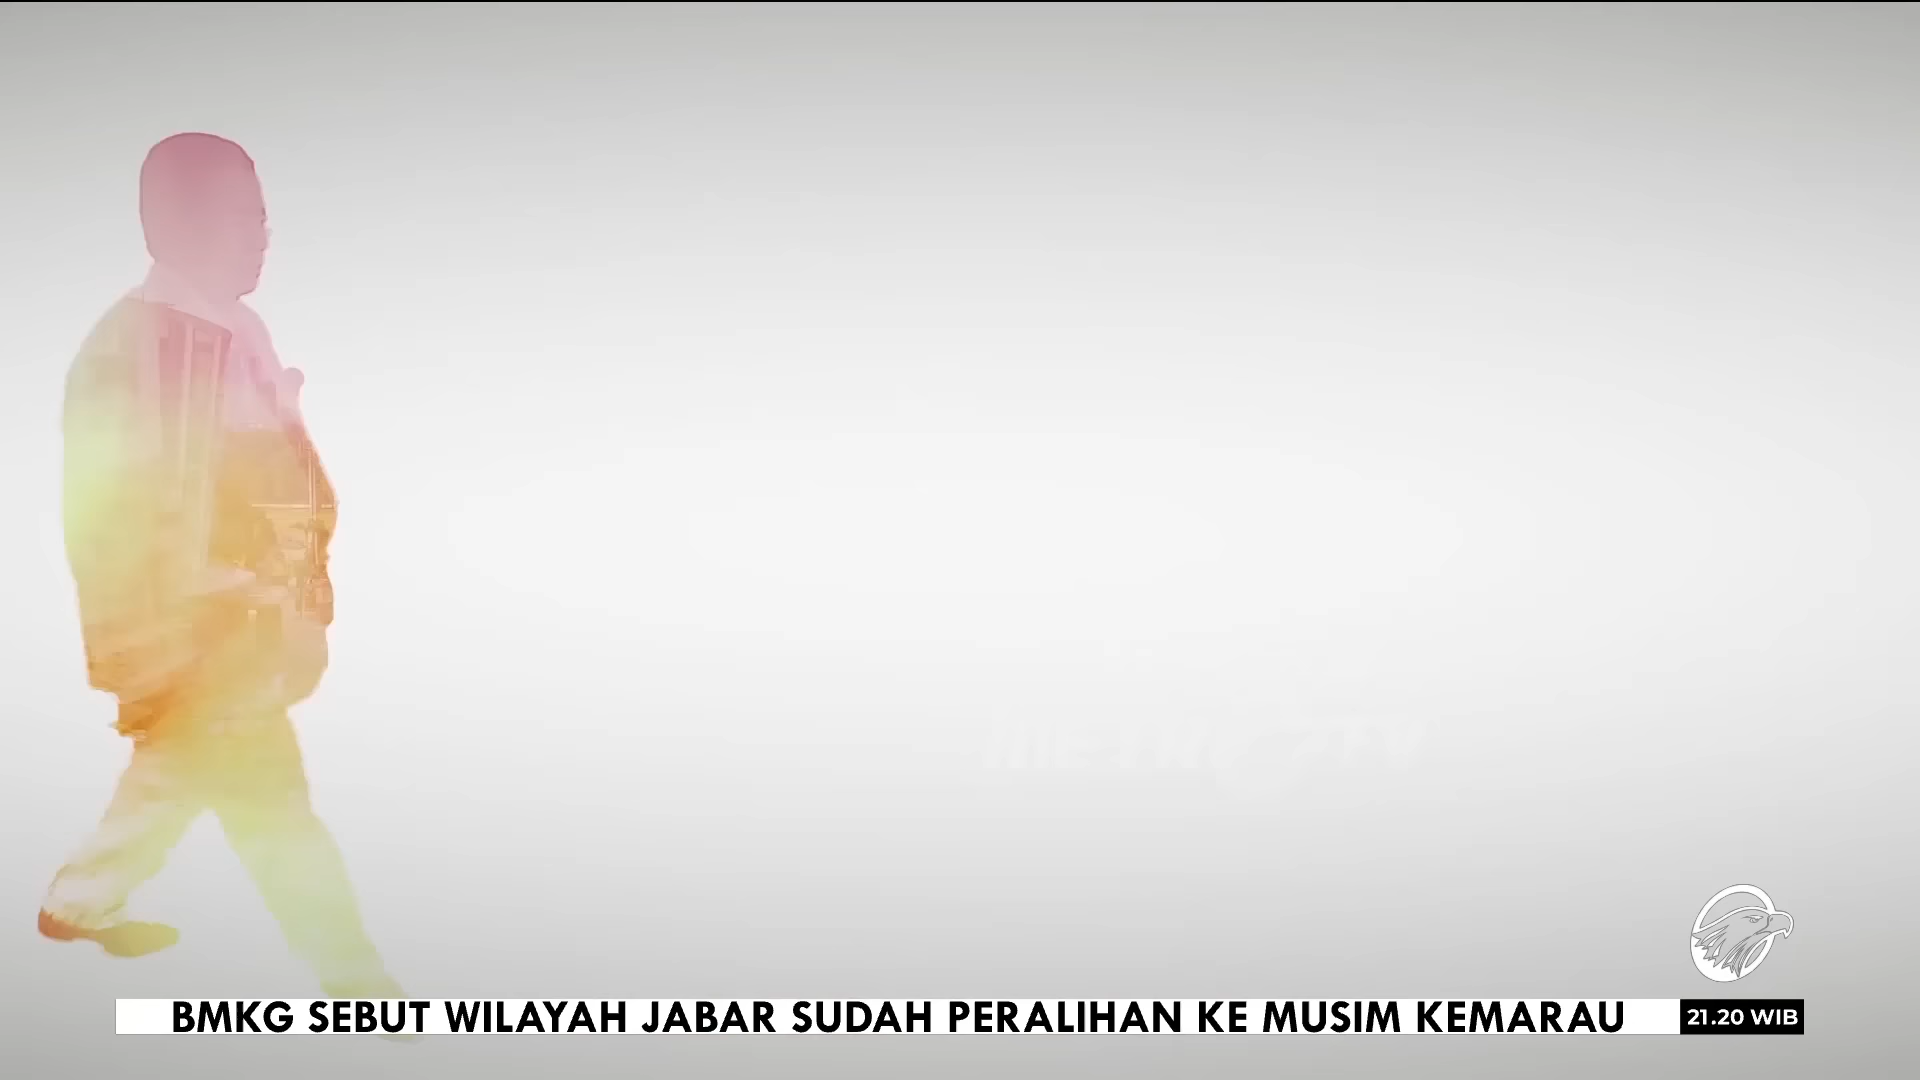 BMKG SEBUT WILAYAH JABAR SUDAH PERALIHAN KE MUSIM KEMARAU
21.20 WIB